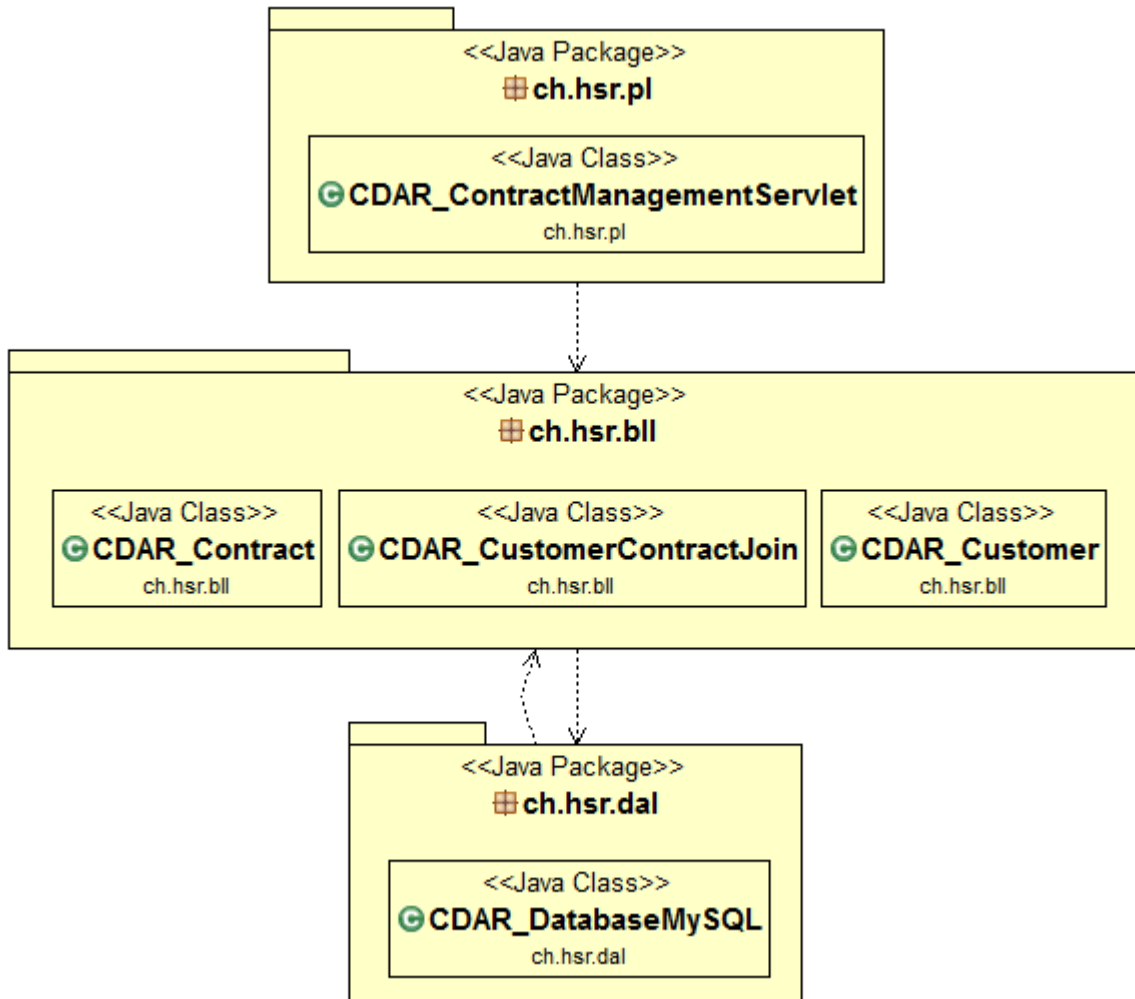 <<Java Package>>
ch.hsr.pl
<<Java Class>>
CDAR_ContractManagementServlet
ch.hsr.pl
<<Java Package>>
ch.hsr.bll
<<Java Class>>
CDAR_Contract
ch.hsr.bll
<<Java Class>>
CDAR_CustomerContractJoin
ch.hsr.bll
<<Java Class>>
CDAR_Customer
ch.hsr.bll
<<Java Package>>
ch.hsr.dal
<<Java Class>>
CDAR_DatabaseMySQL
ch.hsr.dal